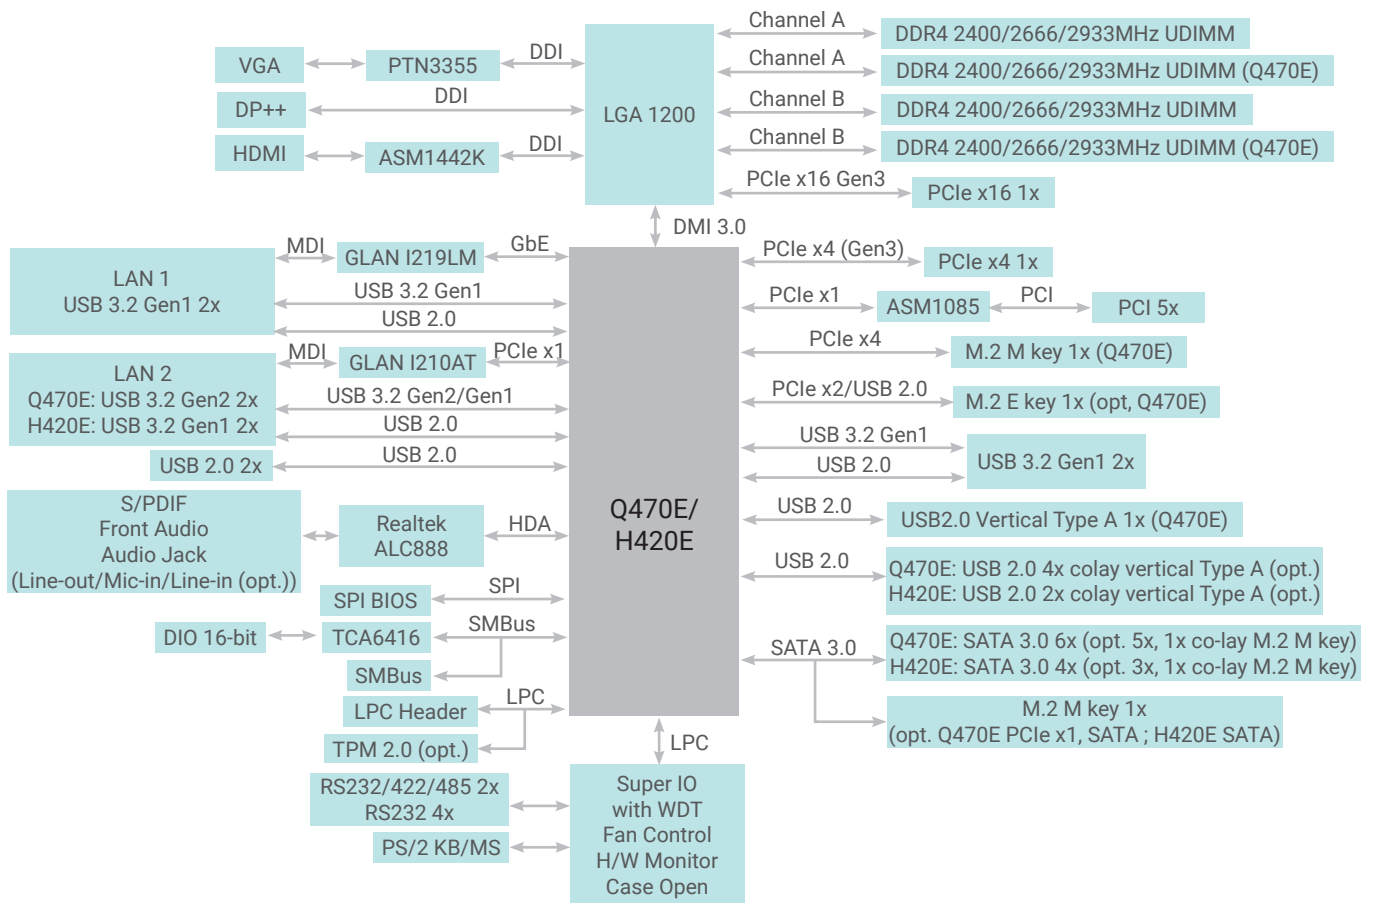 Channel A
DDR4 2400/2666/2933MHz UDIMM
VGA
PTN3355
DDI
Channel A
DDR4 2400/2666/2933MHz UDIMM (Q470E)
DP++
DDI
LGA 1200
Channel B
DDR4 2400/2666/2933MHz UDIMM
HDMI
ASM1442K
DDI
Channel B
DDR4 2400/2666/2933MHz UDIMM (Q470E)
PCIe x16 Gen3
PCIe x16 1x
DMI 3.0
LAN 1
USB 3.2 Gen1 2x
MDI
GLAN I219LM
GbE
USB 3.2 Gen1
USB 2.0
PCIe x4 (Gen3)
PCIe x4 1x
PCIe x1
ASM1085
PCI
PCI 5x
LAN 2
Q470E: USB 3.2 Gen2 2x
H420E: USB 3.2 Gen1 2x
MDI
GLAN I210AT
PCIe x1
USB 3.2 Gen2/Gen1
USB 2.0
PCIe x4
M.2 M key 1x (Q470E)
PCIe x2/USB 2.0
M.2 E key 1x (opt, Q470E)
USB 2.0 2x
USB 2.0
USB 3.2 Gen1
USB 2.0
USB 3.2 Gen1 2x
Q470E/
H420E
S/PDIF
Front Audio
Audio Jack
(Line-out/Mic-in/Line-in (opt.))
Realtek
ALC888
HDA
USB 2.0
USB2.0 Vertical Type A 1x (Q470E)
USB 2.0
Q470E: USB 2.0 4x colay vertical Type A (opt.)
H420E: USB 2.0 2x colay vertical Type A (opt.)
SPI BIOS
SPI
DIO 16-bit
TCA6416
SMBus
SMBus
SATA 3.0
Q470E: SATA 3.0 6x (opt. 5x, 1x co-lay M.2 M key)
H420E: SATA 3.0 4x (opt. 3x, 1x co-lay M.2 M key)
LPC Header
LPC
TPM 2.0 (opt.)
M.2 M key 1x
(opt. Q470E PCIe x1, SATA ; H420E SATA)
LPC
RS232/422/485 2x
RS232 4x
PS/2 KB/MS
Super IO
with WDT
Fan Control
H/W Monitor
Case Open